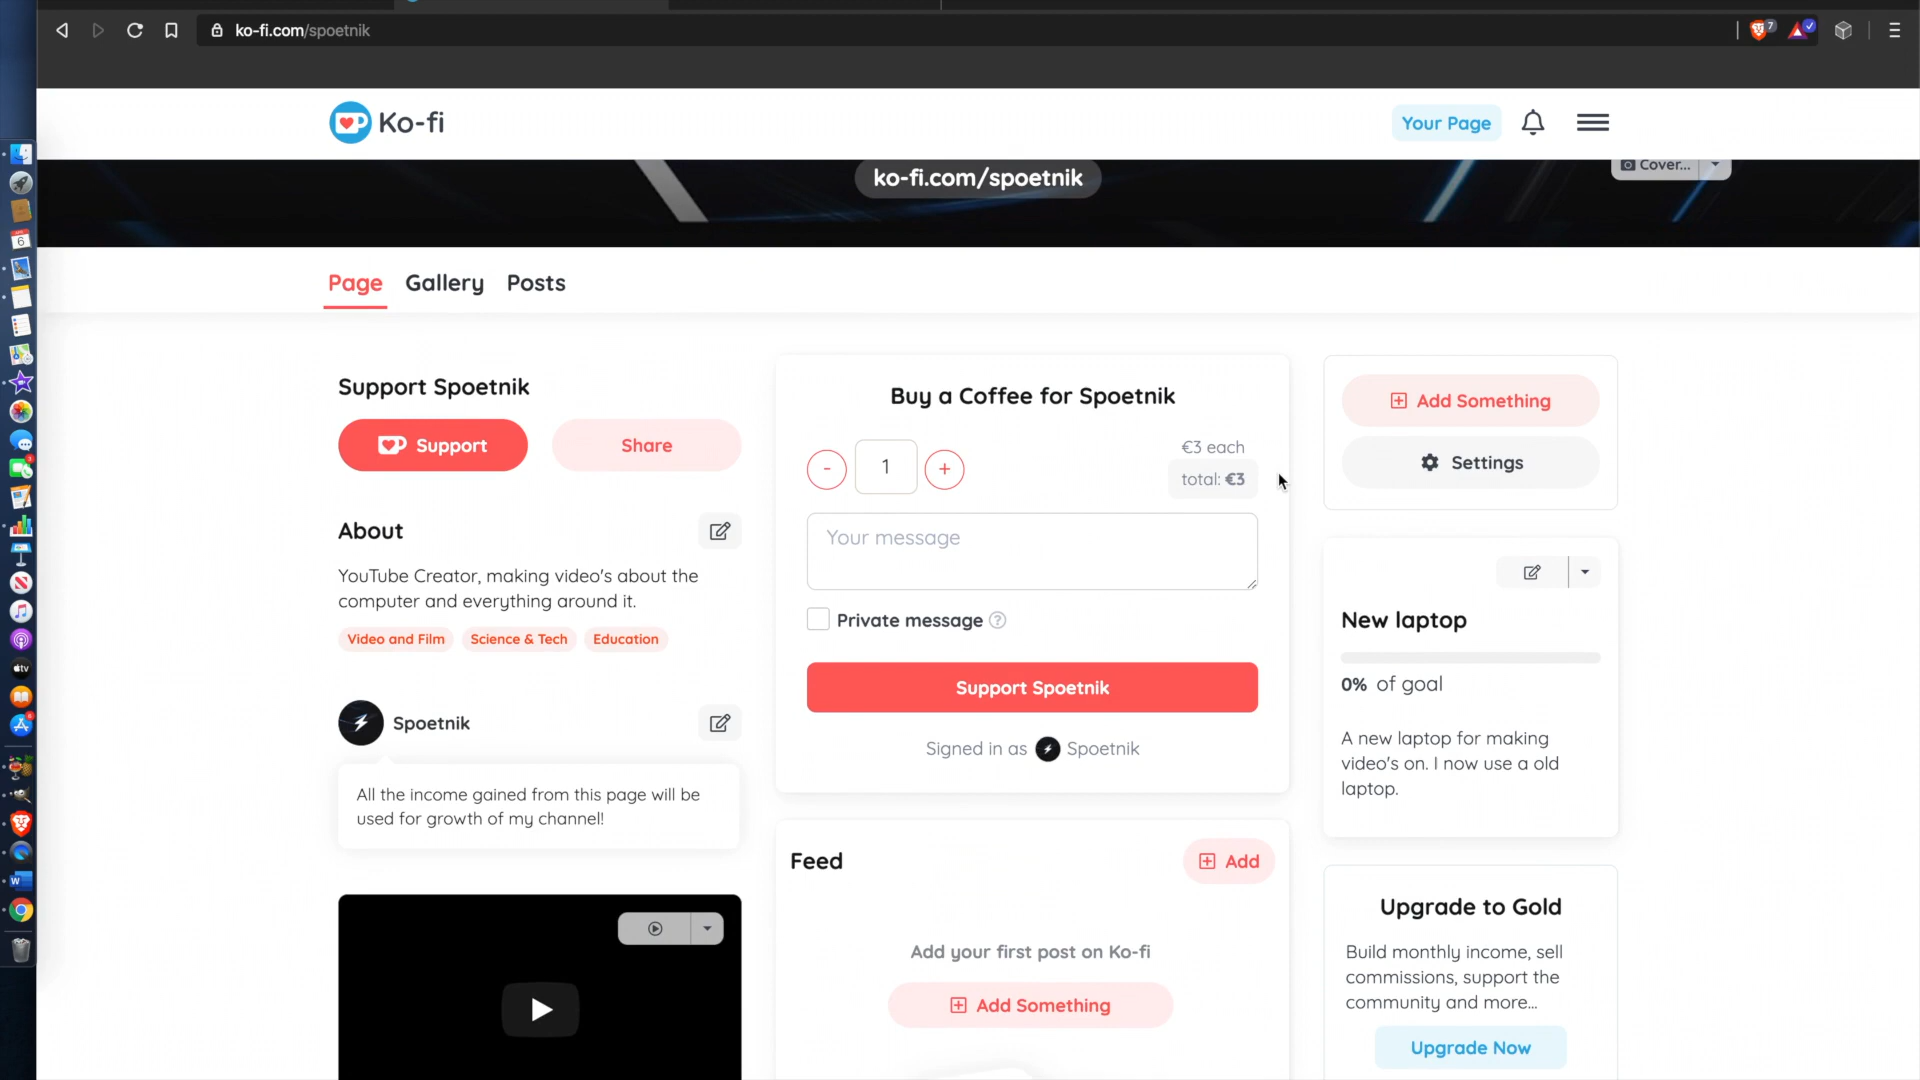 ko-fi.com/spoetnik
7
Ko-fi
Your Page
ko-fi.com/spoetnik
Cover...
Page Gallery Posts
Support Spoetnik
Support
Share
About
YouTube Creator, making video's about the
computer and everything around it.
Video and Film
Science & Tech
Education
Spoetnik
All the income gained from this page will be
used for growth of my channel!
Buy a Coffee for Spoetnik
-
1
+
€3 each
total: €3
Your message
Private message ?
Support Spoetnik
Signed in as Spoetnik
Feed
Add
Add your first post on Ko-fi
Add Something
Add Something
Settings
New laptop
0% of goal
A new laptop for making
video's on. I now use a old
laptop.
Upgrade to Gold
Build monthly income, sell
commissions, support the
community and more...
Upgrade Now
6
tv
W